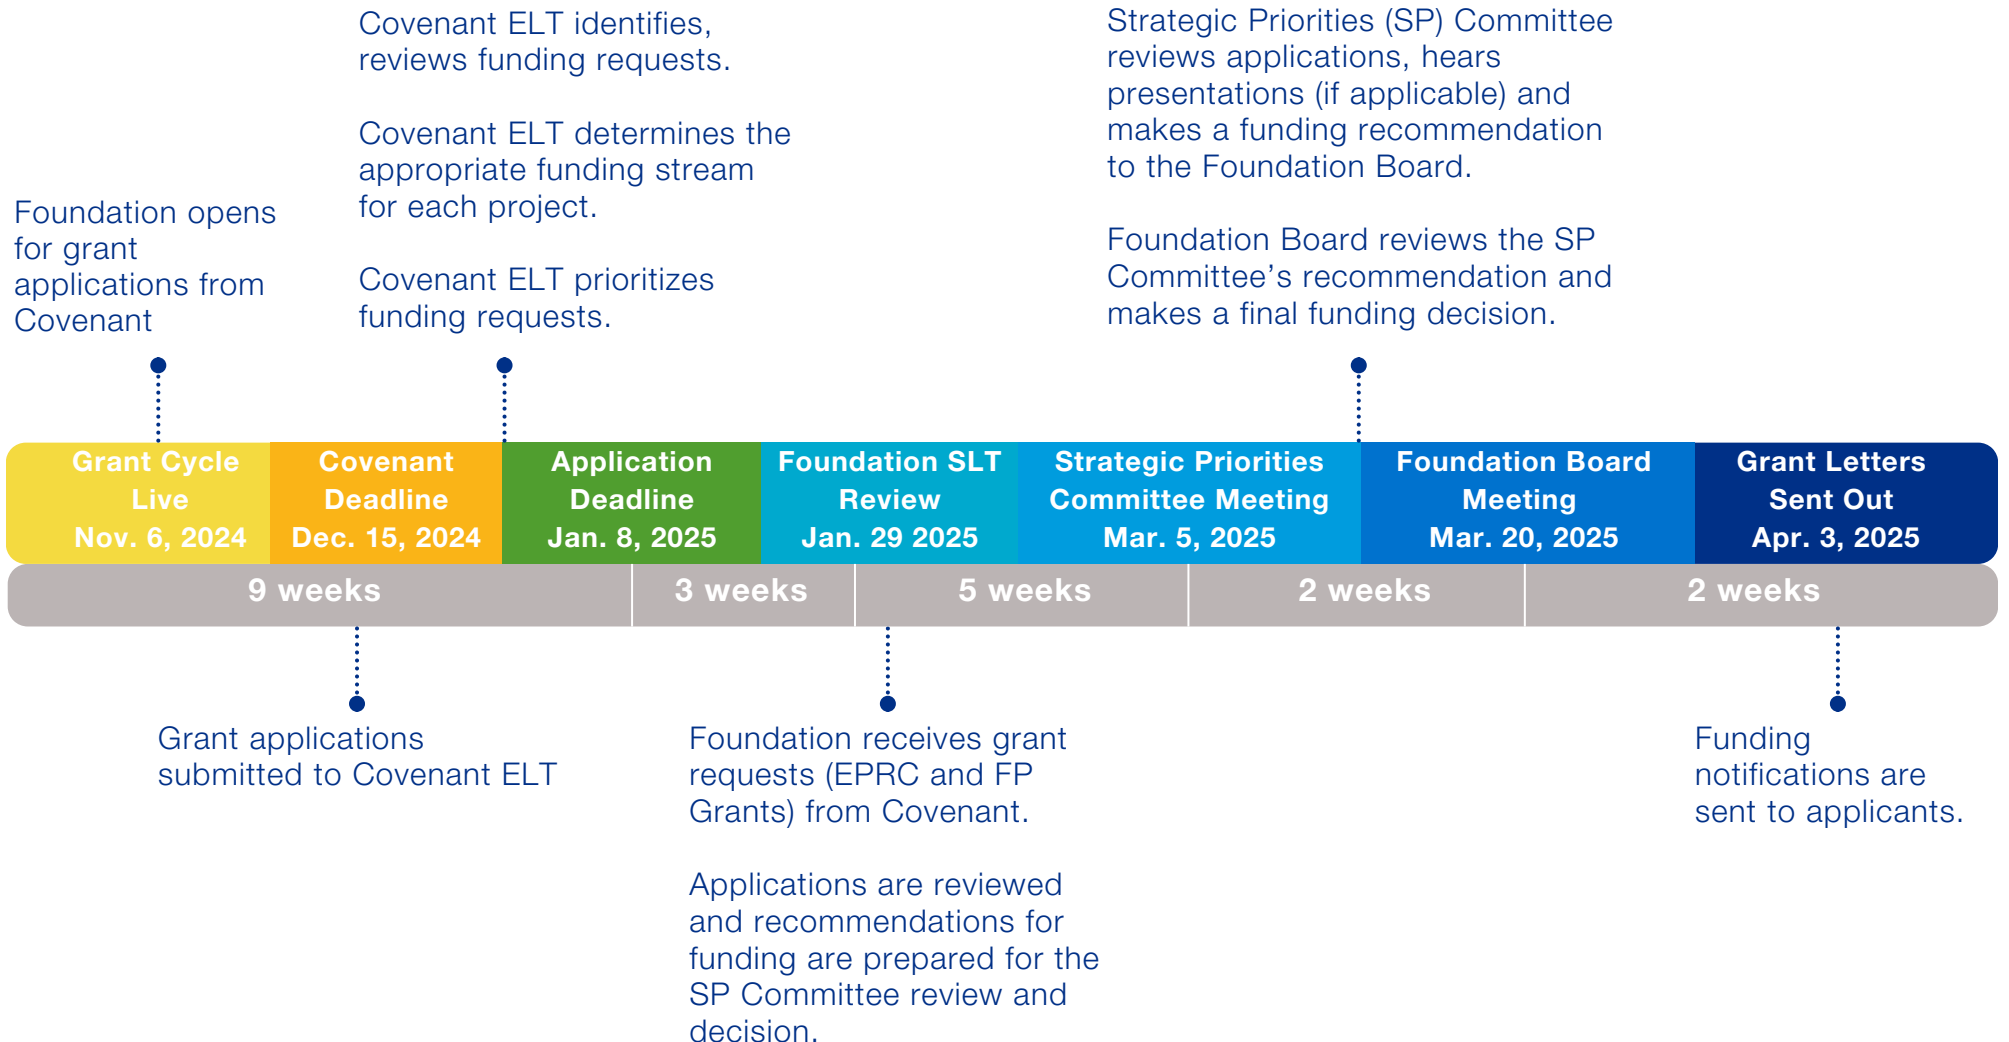 Foundation opens
for grant
applications from
Covenant
Covenant ELT identifies,
reviews funding requests.
Covenant ELT determines the
appropriate funding stream
for each project.
Covenant ELT prioritizes
funding requests.
Strategic Priorities (SP) Committee
reviews applications, hears
presentations (if applicable) and
makes a funding recommendation
to the Foundation Board.
Foundation Board reviews the SP
Committee’s recommendation and
makes a final funding decision.
Grant Cycle
Live
Nov. 6, 2024
Covenant
Deadline
Dec. 15, 2024
Application
Deadline
Jan. 8, 2025
Foundation SLT
Review
Jan. 29 2025
Strategic Priorities
Committee Meeting
Mar. 5, 2025
Foundation Board
Meeting
Mar. 20, 2025
Grant Letters
Sent Out
Apr. 3, 2025
9 weeks
3 weeks
5 weeks
2 weeks
2 weeks
Grant applications
submitted to Covenant ELT
Foundation receives grant
requests (EPRC and FP
Grants) from Covenant.
Applications are reviewed
and recommendations for
funding are prepared for the
SP Committee review and
decision.
Funding
notifications are
sent to applicants.